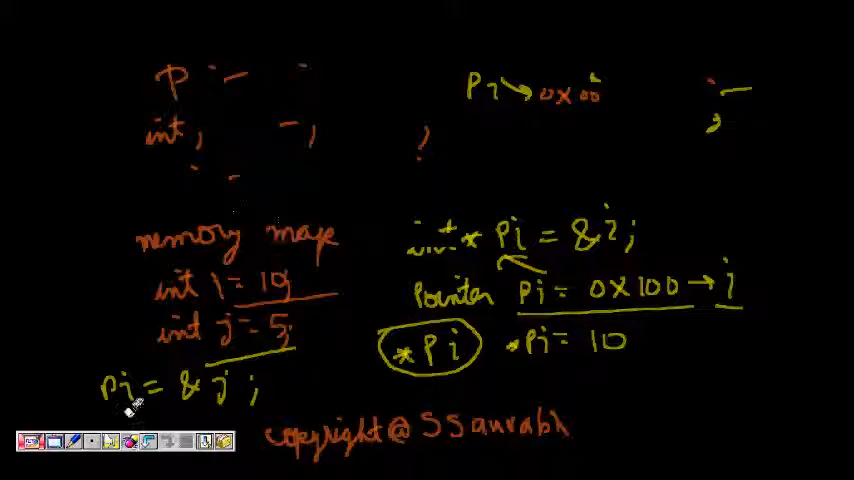 Pi → 0x00
int,
memory map
int i = 10;
int j = 5;
Pi = & j ;
int* Pi = &i;
Pointer Pi = 0x100 → i
*Pi *Pi = 10
copyright@SSaurabh